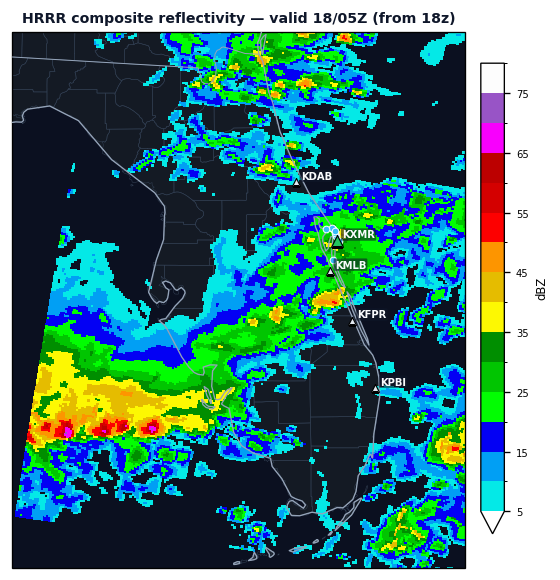 HRRR composite reflectivity — valid 18/05Z (from 18z)
KDAB
KXMR
KMLB
KFPR
KPBI
75
65
55
45
35
25
15
5
dBZ